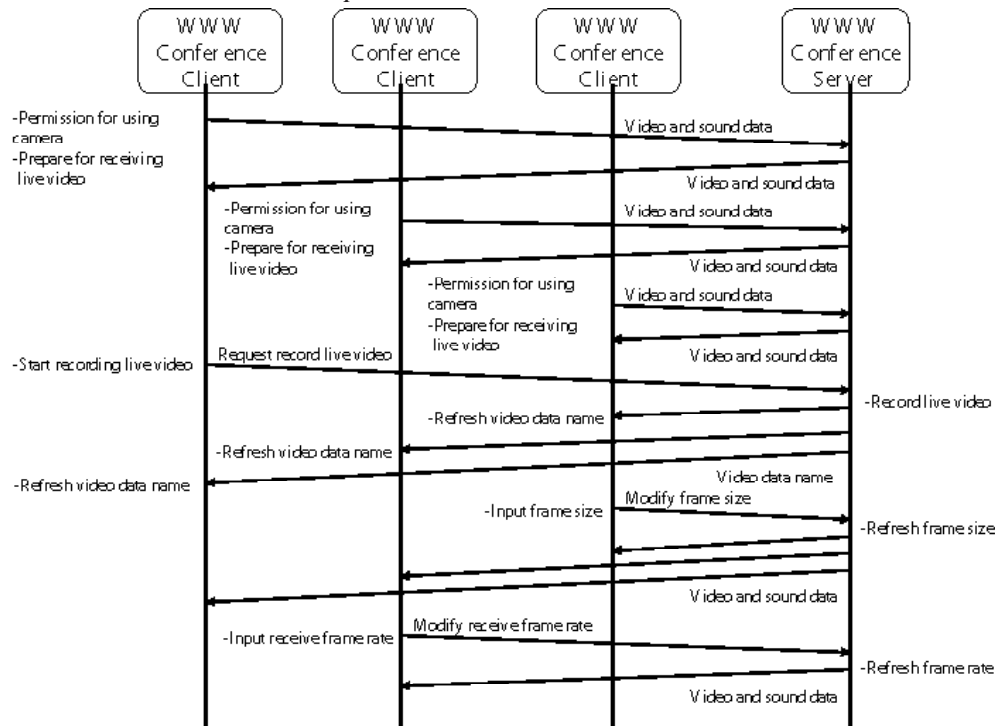 WWW
Conference
Client
WWW
Conference
Client
WWW
Conference
Client
WWW
Conference
Server
-Permission for using
camera
-Prepare for receiving
live video
Video and sound data
Video and sound data
-Permission for using
camera
-Prepare for receiving
live video
Video and sound data
Video and sound data
-Permission for using
camera
-Prepare for receiving
live video
Video and sound data
Video and sound data
-Start recording live video
Request record live video
-Record live video
-Refresh video data name
-Refresh video data name
-Refresh video data name
Video data name
-Input frame size
Modify frame size
-Refresh frame size
Video and sound data
-Input receive frame rate
Modify receive frame rate
-Refresh frame rate
Video and sound data